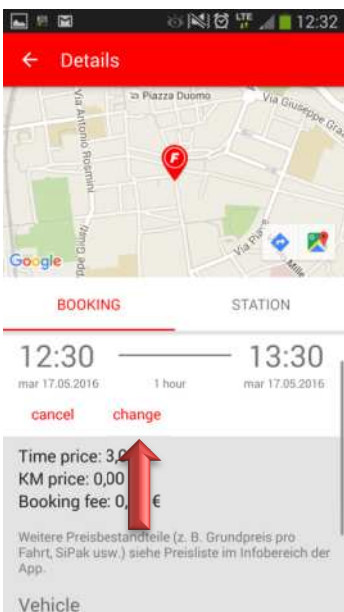 12:32
LTE
Details
Piazza Duomo
Via Giuseppe
Via Antonio Rosmini
F
Google
BOOKING STATION
12:30 13:30
mar 17.05.2016 1 hour mar 17.05.2016
cancel change
Time price: 3,0
KM price: 0,00
Booking fee: 0, €
Weitere Preisbestandteile (z. B. Grundpreis pro
Fahrt, SiPak usw.) siehe Preisliste im Infobereich der
App.
Vehicle